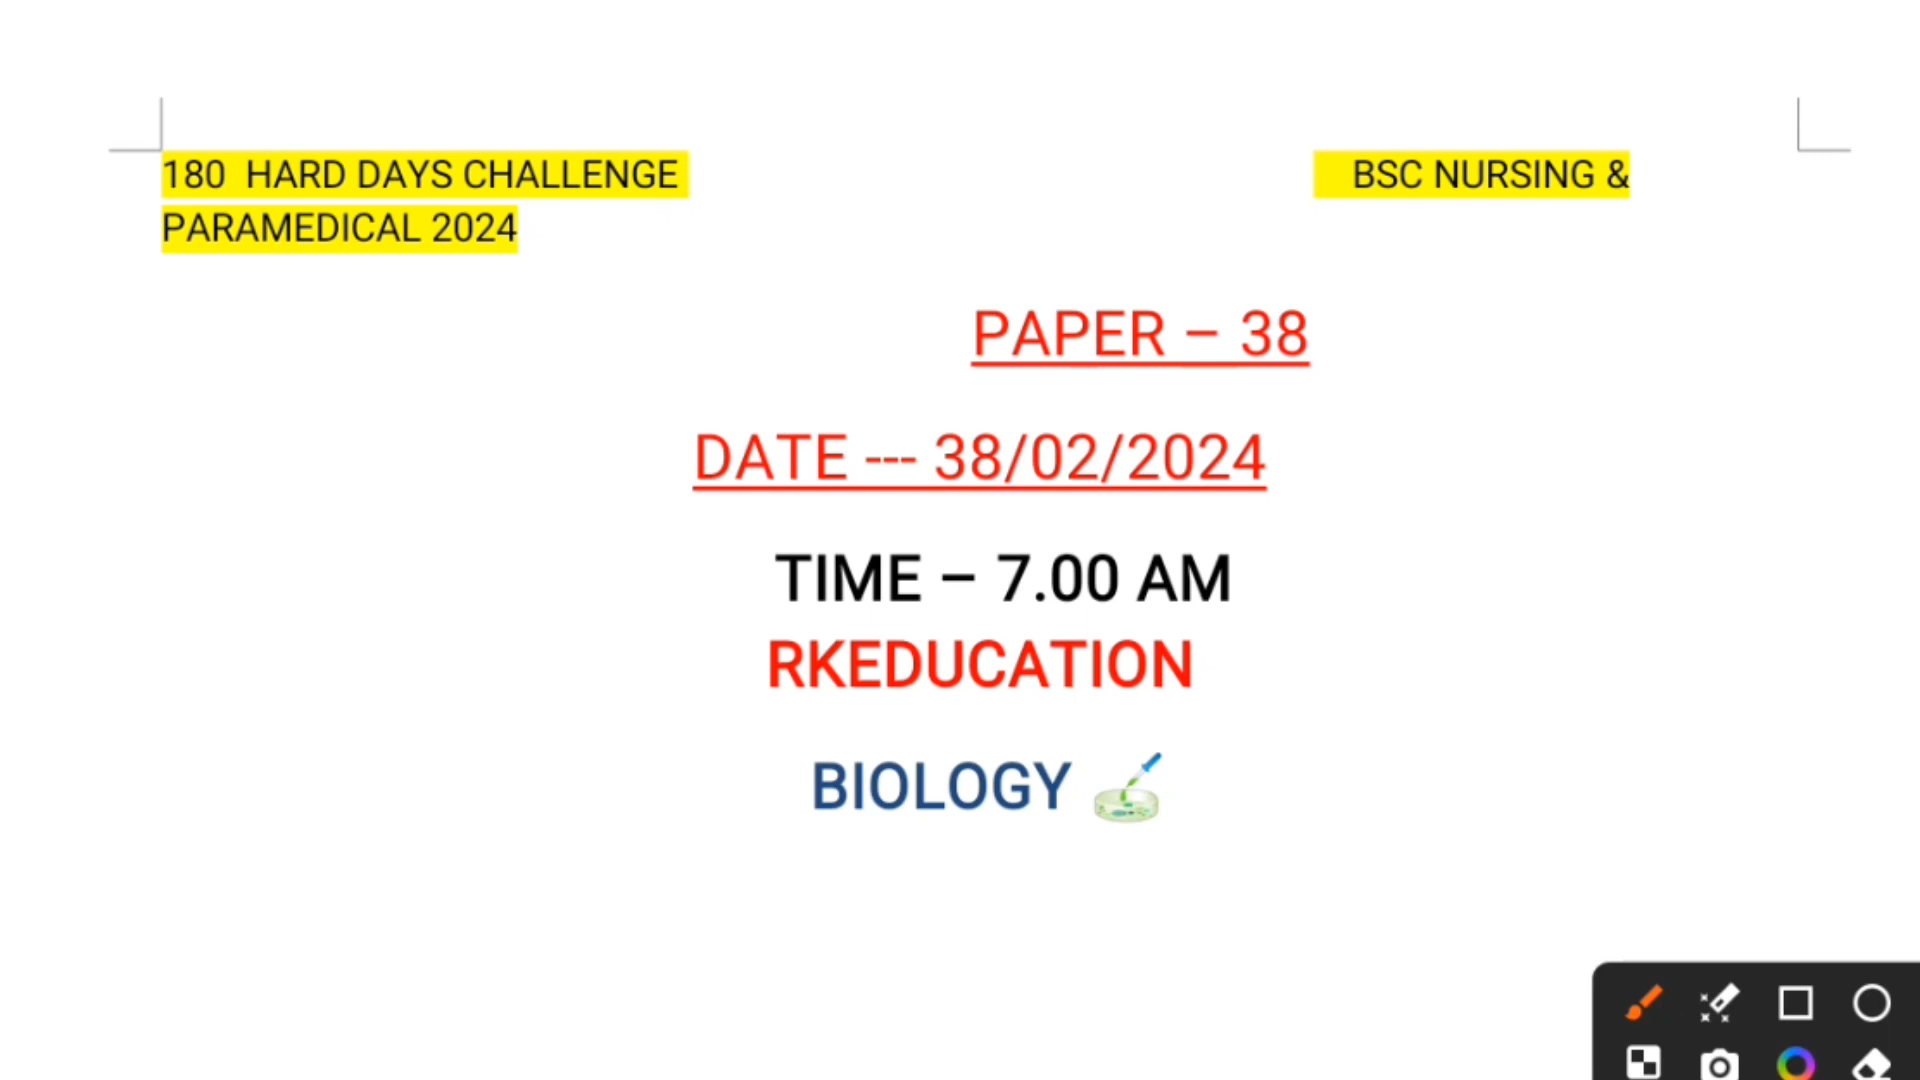 180  HARD DAYS CHALLENGE BSC NURSING &
PARAMEDICAL 2024
PAPER – 38
DATE --- 38/02/2024
TIME – 7.00 AM
RKEDUCATION
BIOLOGY